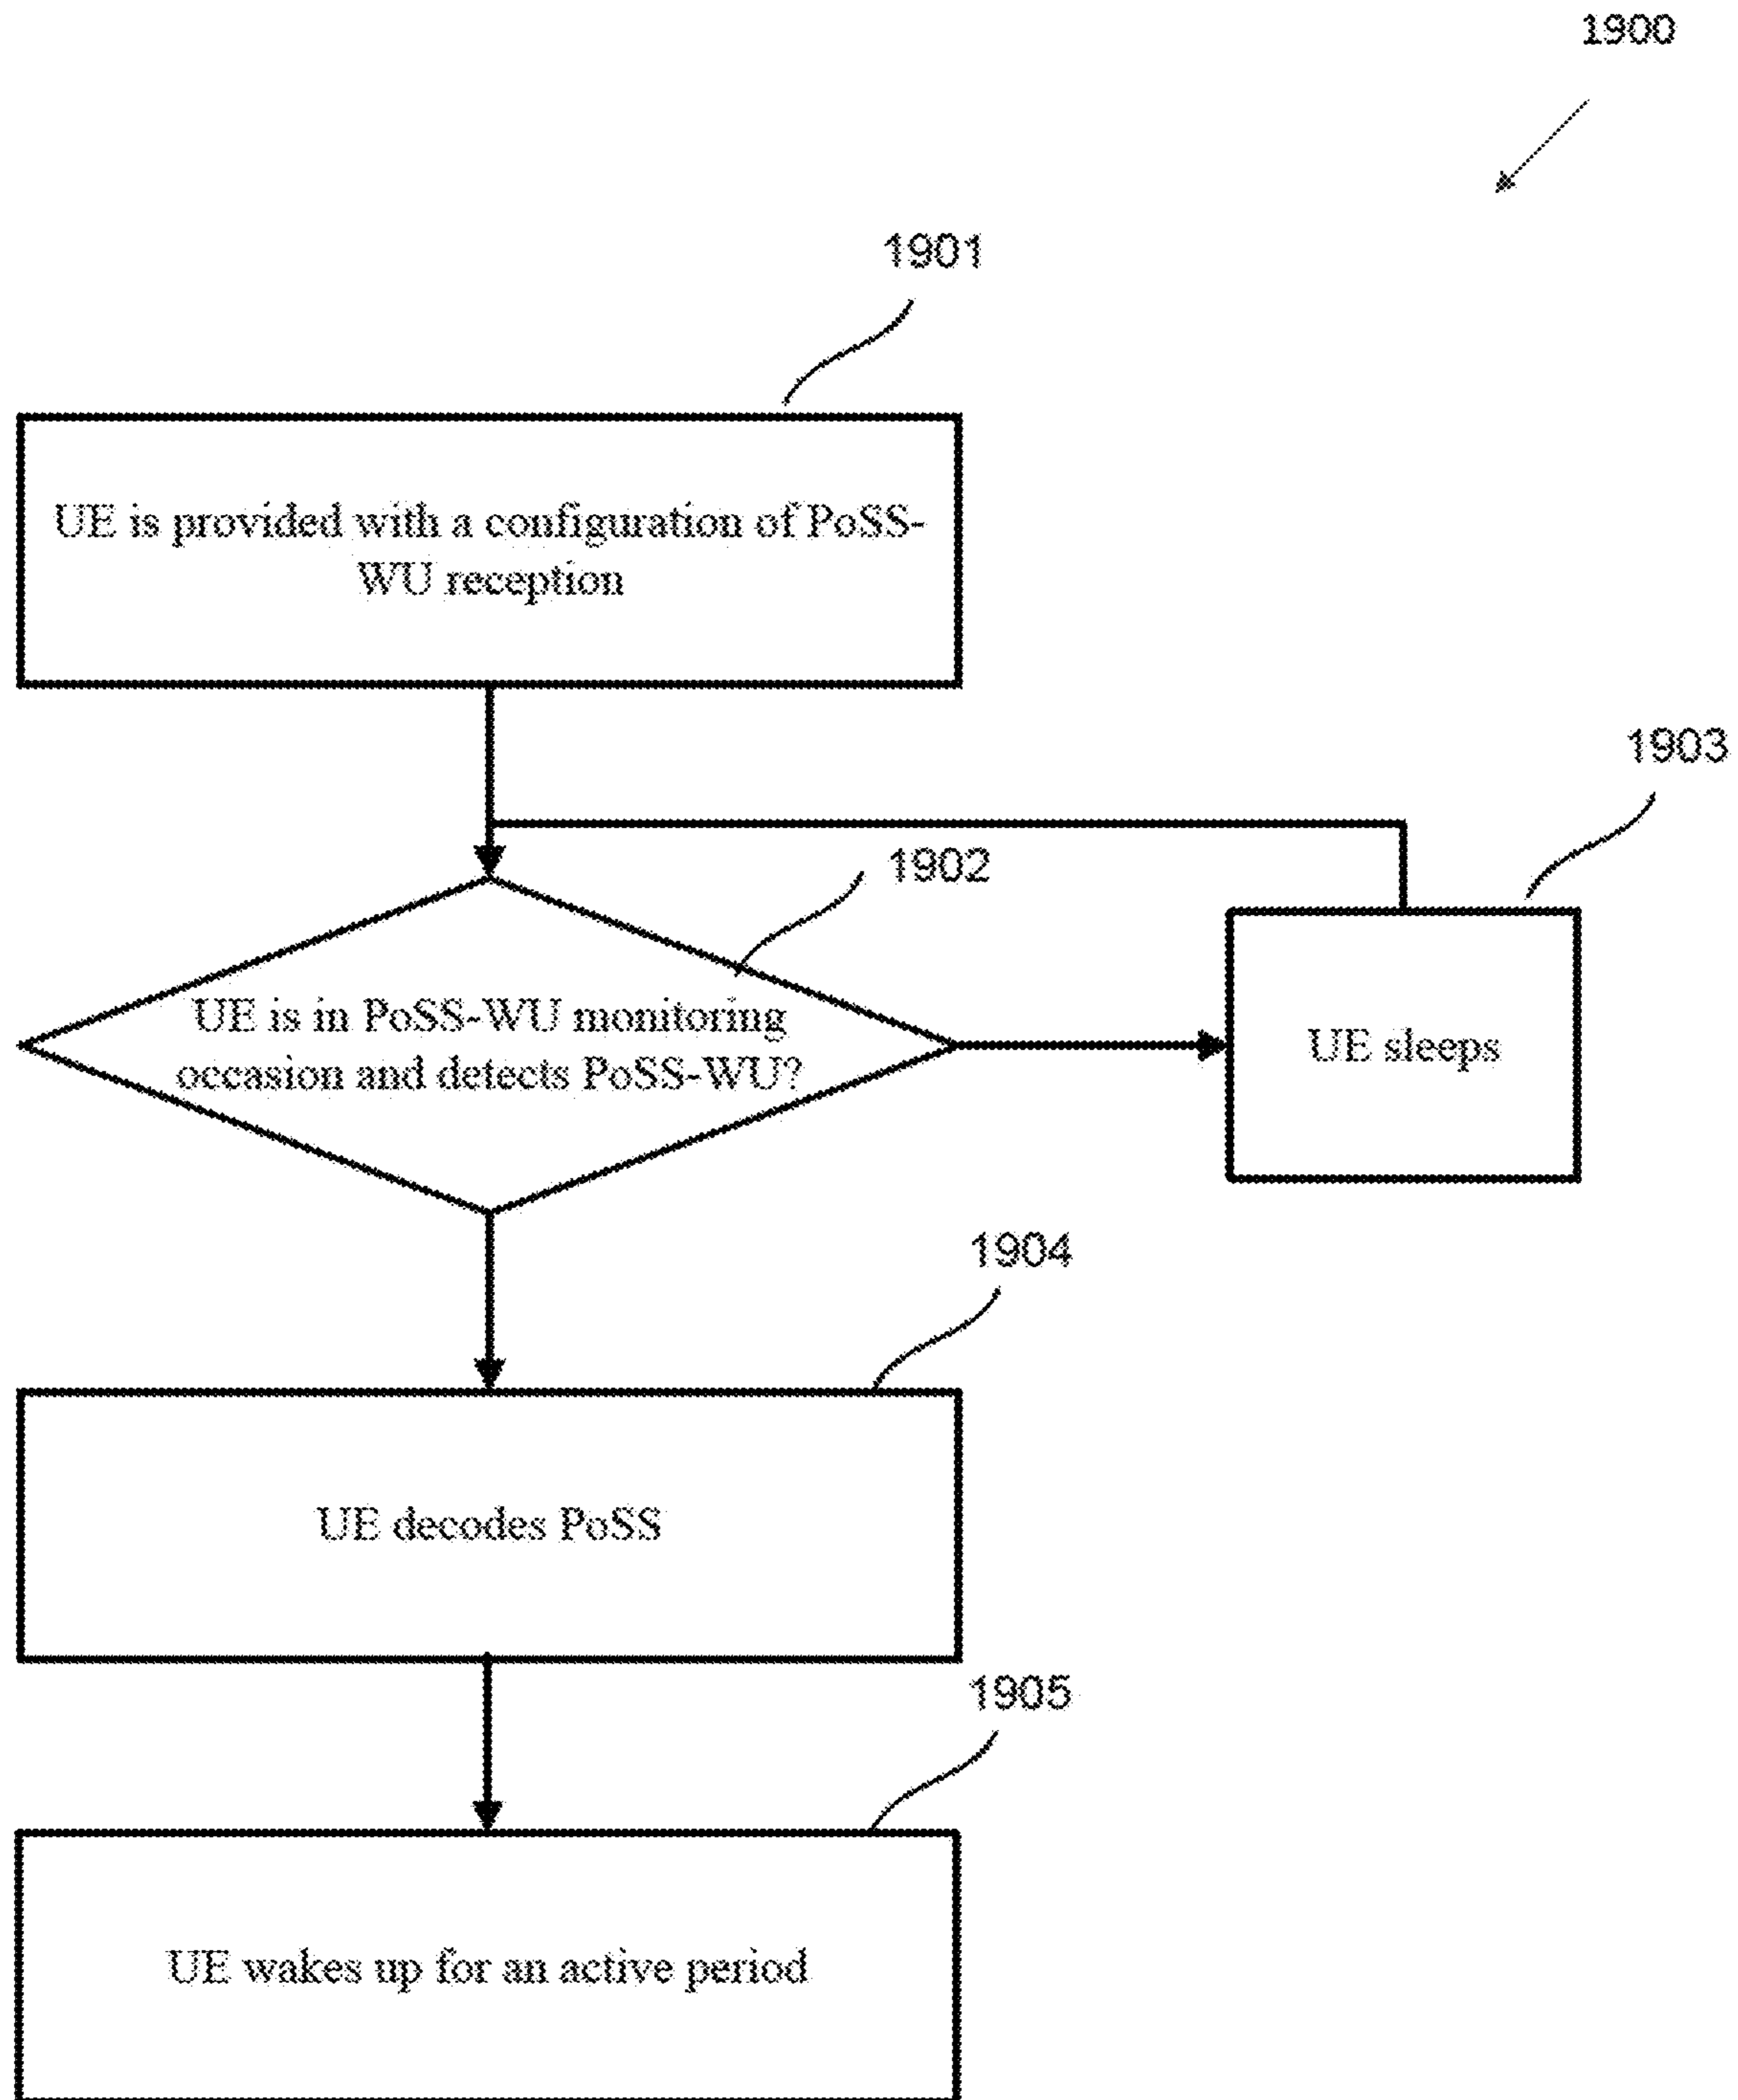 1900
1901
UE is provided with a configuration of PoSS-
WU reception
1903
1902
UE is in PoSS-WU monitoring
occasion and detects PoSS-WU?
UE sleeps
1904
UE decodes PoSS
1905
UE wakes up for an active period